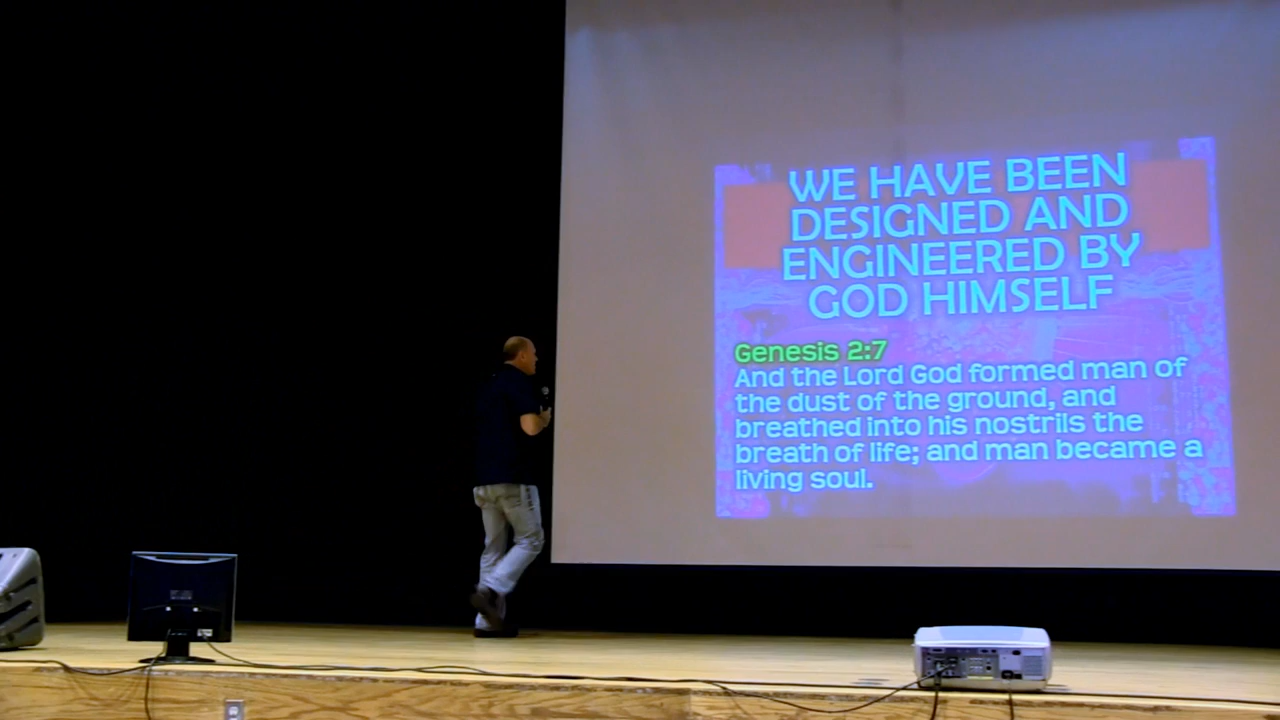 WE HAVE BEEN
DESIGNED AND
ENGINEERED BY
GOD HIMSELF
Genesis 2:7
And the Lord God formed man of
the dust of the ground, and
breathed into his nostrils the
breath of life; and man became a
living soul.